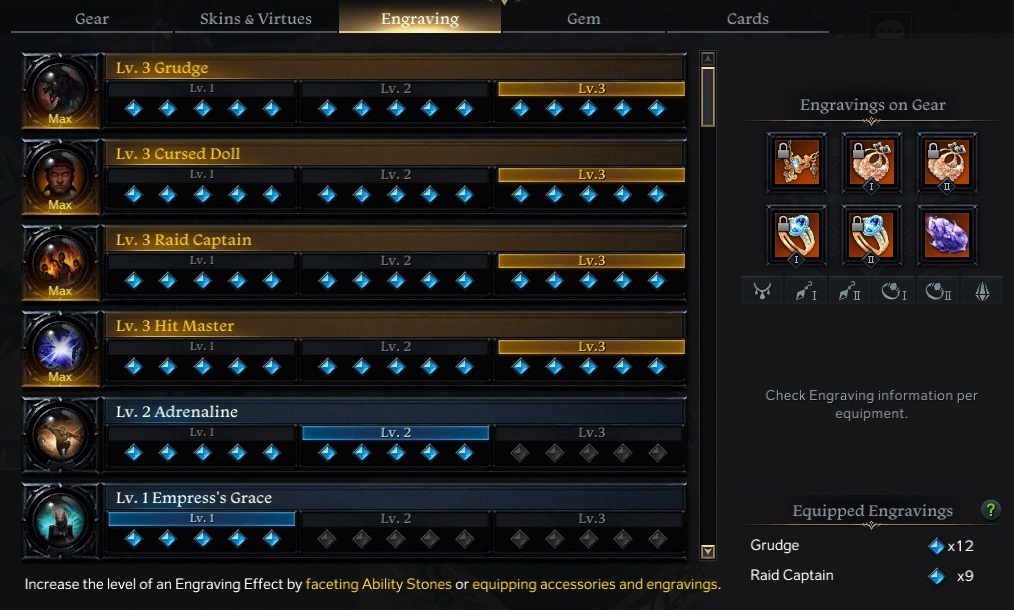 Gear
Skins & Virtues
Engraving
Gem
Cards
Lv. 3 Grudge
Lv. 1
Lv. 2
Lv.3
Max
Lv. 3 Cursed Doll
Lv. 1
Lv. 2
Lv.3
Max
Lv. 3 Raid Captain
Lv. 1
Lv. 2
Lv.3
Max
Lv. 3 Hit Master
Lv. 1
Lv. 2
Lv.3
Max
Lv. 2 Adrenaline
Lv. 1
Lv. 2
Lv.3
Lv. 1 Empress's Grace
Lv. 1
Lv. 2
Lv.3
Increase the level of an Engraving Effect by faceting Ability Stones or equipping accessories and engravings.
Engravings on Gear
I
II
I
II
I
II
I
II
Check Engraving information per
equipment.
Equipped Engravings ?
Grudge x12
Raid Captain x9